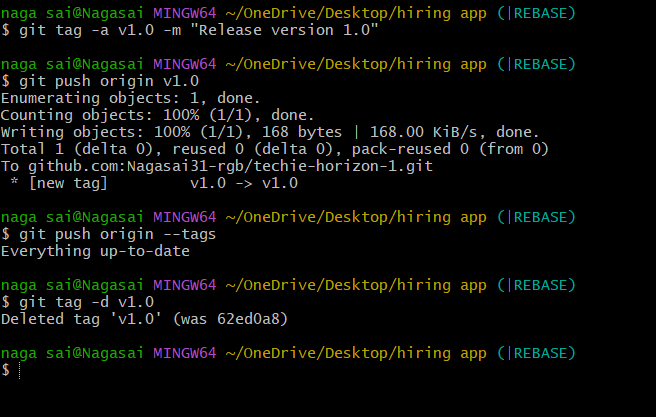 naga sai@Nagasai MINGW64 ~/OneDrive/Desktop/hiring app (|REBASE)
$ git tag -a v1.0 -m "Release version 1.0"
naga sai@Nagasai MINGW64 ~/OneDrive/Desktop/hiring app (|REBASE)
$ git push origin v1.0
Enumerating objects: 1, done.
Counting objects: 100% (1/1), done.
Writing objects: 100% (1/1), 168 bytes | 168.00 KiB/s, done.
Total 1 (delta 0), reused 0 (delta 0), pack-reused 0 (from 0)
To github.com:Nagasai31-rgb/techie-horizon-1.git
 * [new tag]         v1.0 -> v1.0
naga sai@Nagasai MINGW64 ~/OneDrive/Desktop/hiring app (|REBASE)
$ git push origin --tags
Everything up-to-date
naga sai@Nagasai MINGW64 ~/OneDrive/Desktop/hiring app (|REBASE)
$ git tag -d v1.0
Deleted tag 'v1.0' (was 62ed0a8)
naga sai@Nagasai MINGW64 ~/OneDrive/Desktop/hiring app (|REBASE)
$